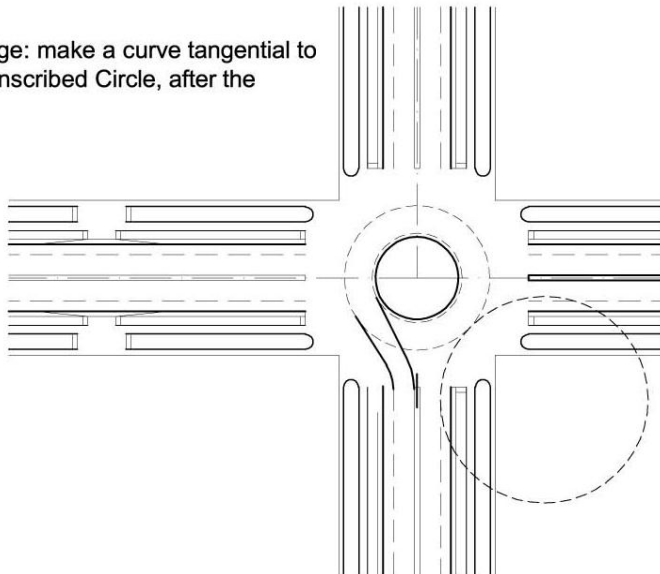 ge: make a curve tangential to
nscribed Circle, after the